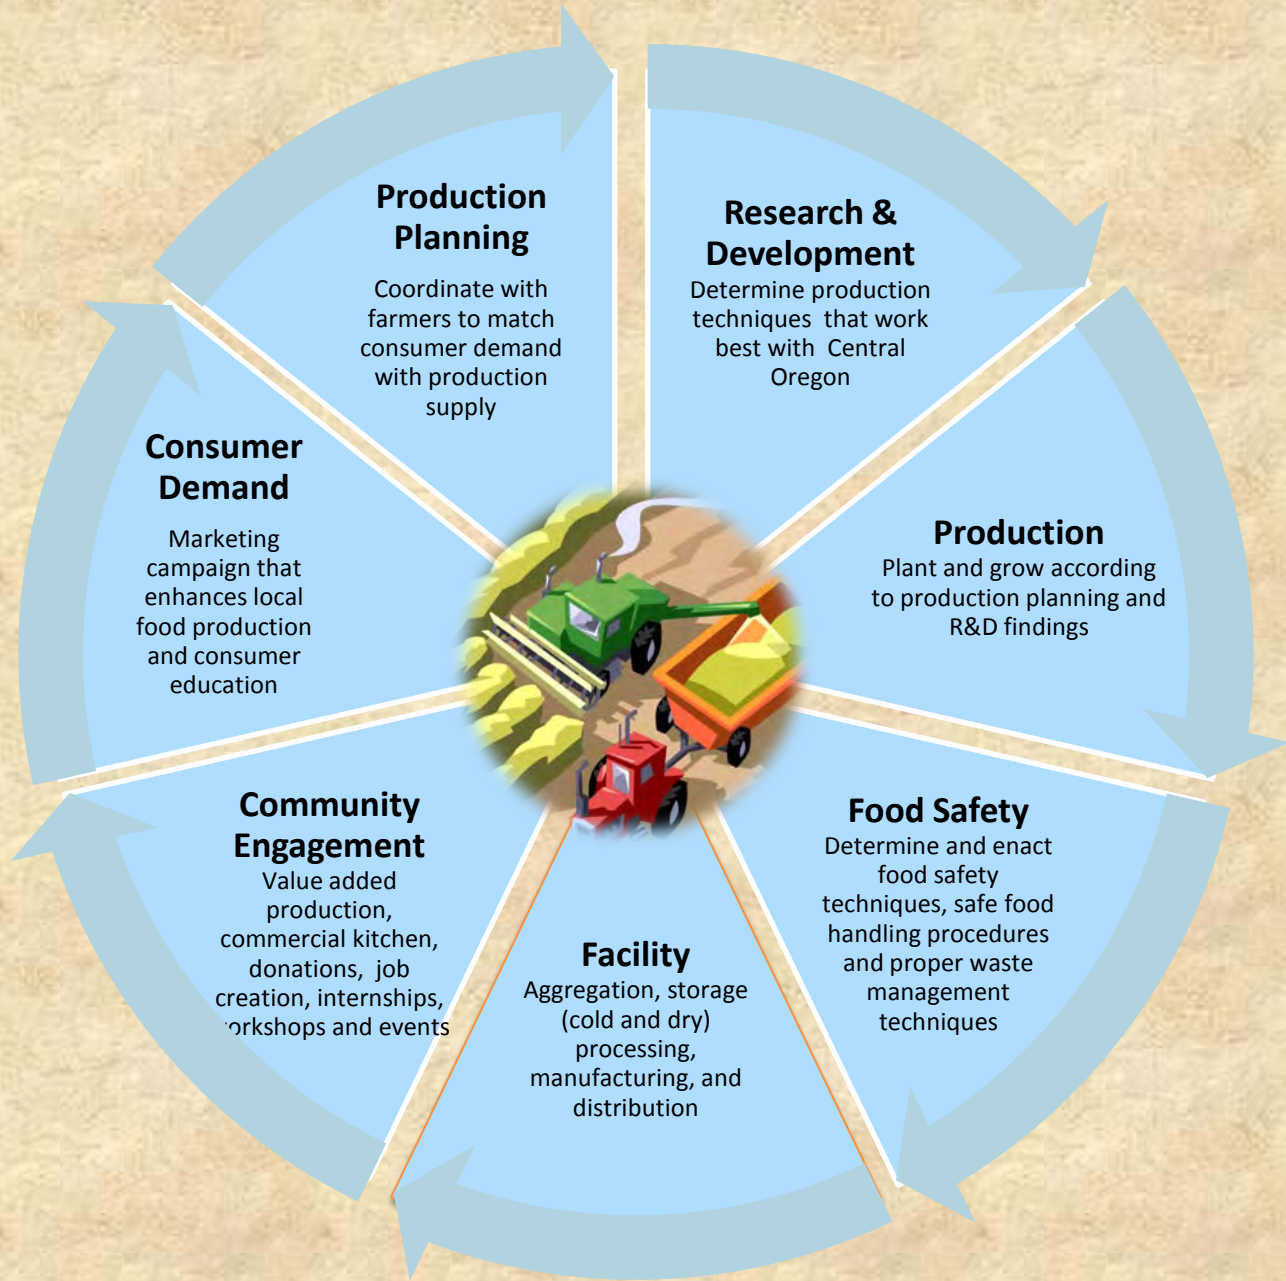 Production
Planning
Coordinate with
farmers to match
consumer demand
with production
supply
Research &
Development
Determine production
techniques that work
best with Central
Oregon
Production
Plant and grow according
to production planning and
R&D findings
Food Safety
Determine and enact
food safety
techniques, safe food
handling procedures
and proper waste
management
techniques
Facility
Aggregation, storage
(cold and dry)
processing,
manufacturing, and
distribution
Community
Engagement
Value added
production,
commercial kitchen,
donations, job
creation, internships,
workshops and events
Consumer
Demand
Marketing
campaign that
enhances local
food production
and consumer
education